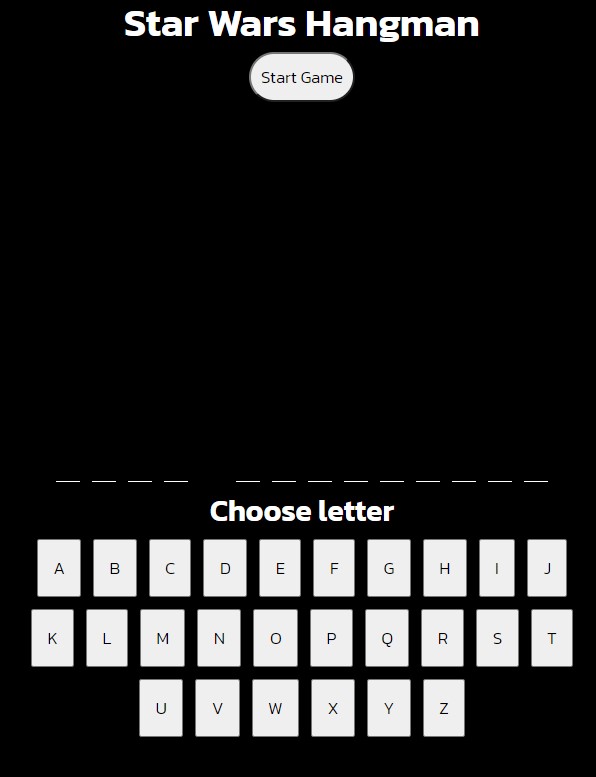 Star Wars Hangman
Start Game
Choose letter
A B C D E F G H I J
K L M N O P Q R S T
U V W X Y Z